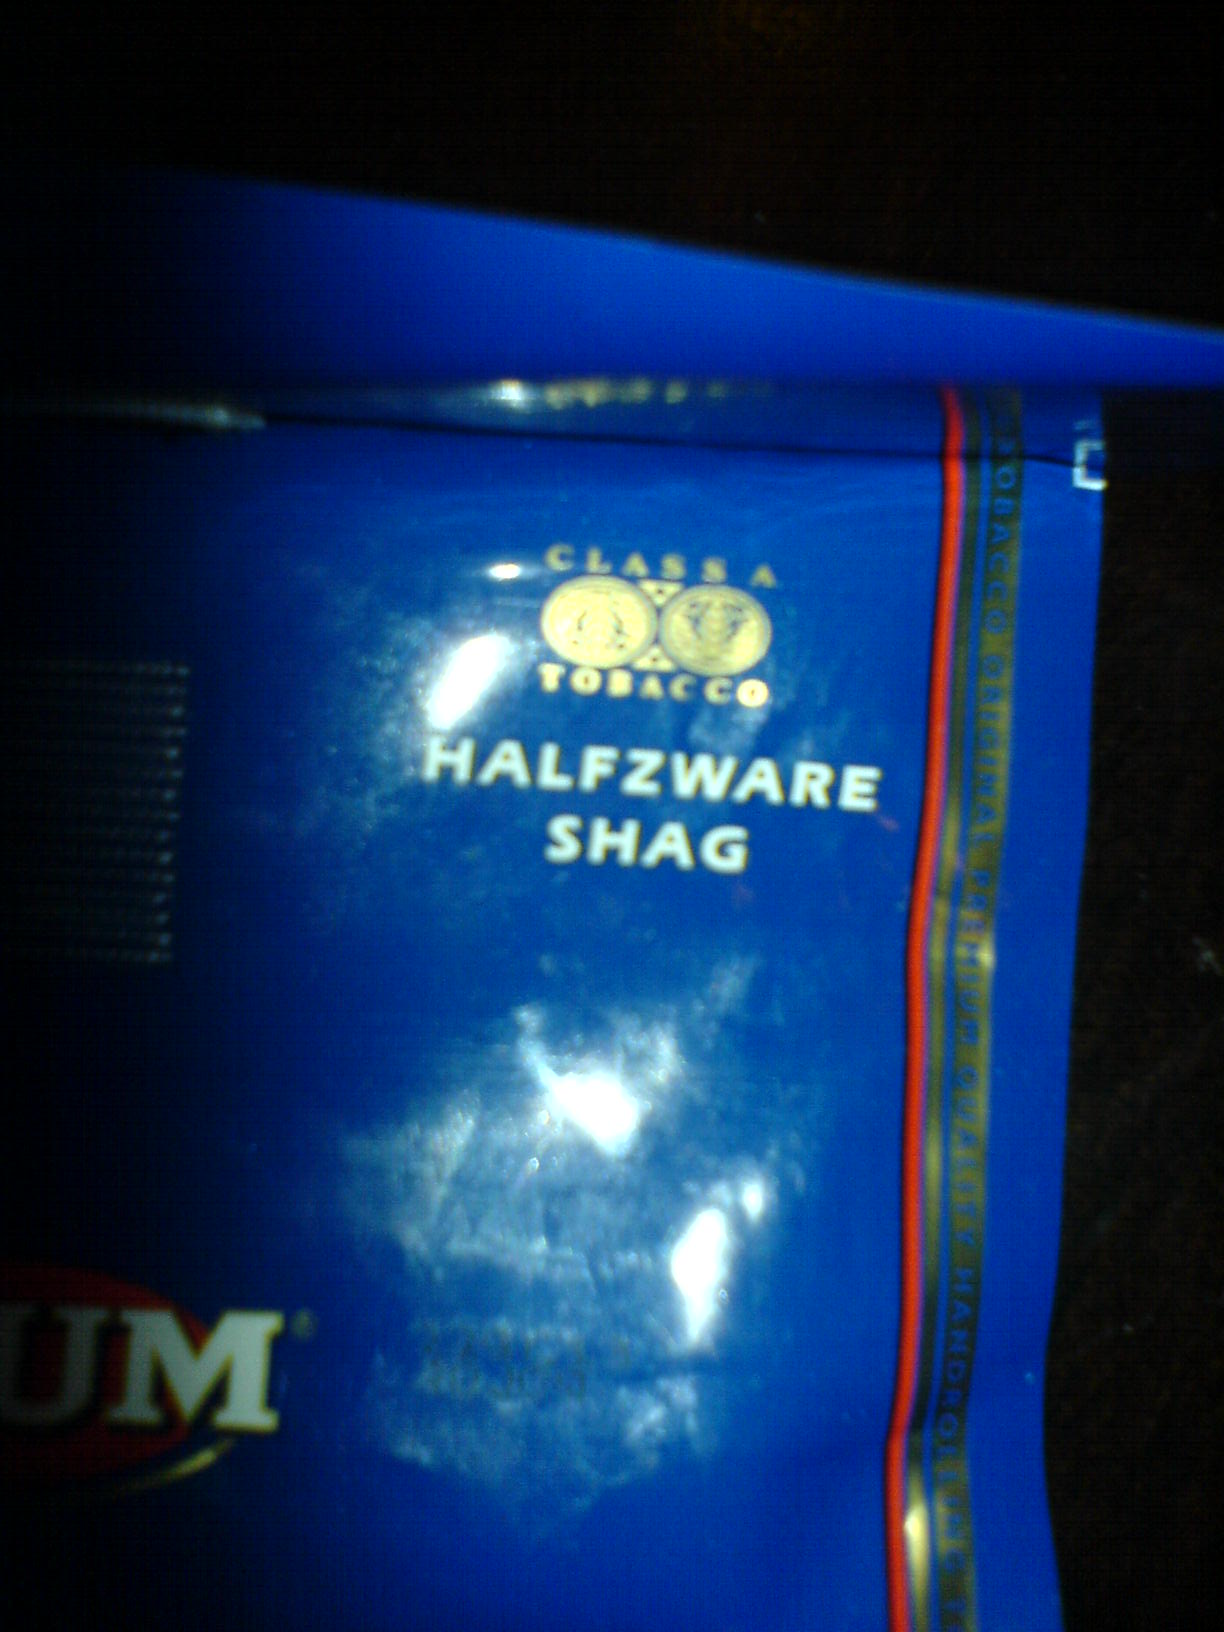 CLASS A
TOBACCO
HALFZWARE
SHAG
UM®
TOBACCO ORIGINAL PREMIUM QUALITY HANDROLLING